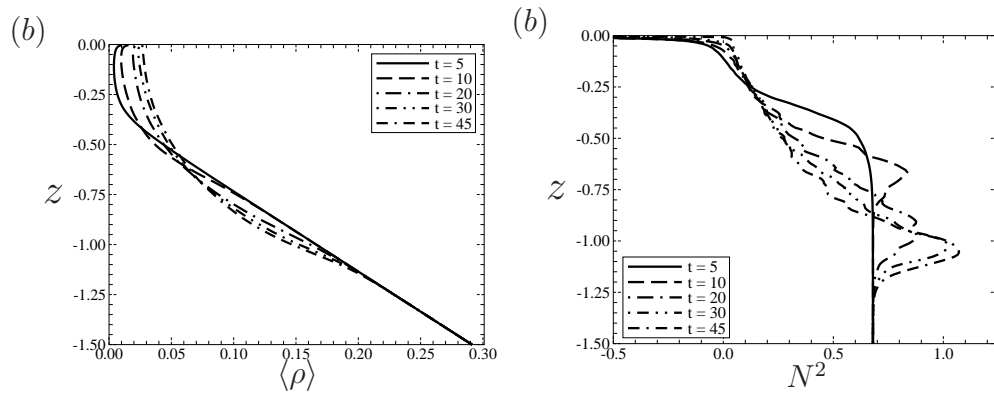 (b)
0.00
-0.25
-0.50
-0.75
-1.00
-1.25
-1.50
z
0.00 0.05 0.10 0.15 0.20 0.25 0.30
⟨ρ⟩
t = 5
t = 10
t = 20
t = 30
t = 45
(b)
0.00
-0.25
-0.50
-0.75
-1.00
-1.25
-1.50
z
t = 5
t = 10
t = 20
t = 30
t = 45
-0.5 0.0 0.5 1.0
N²